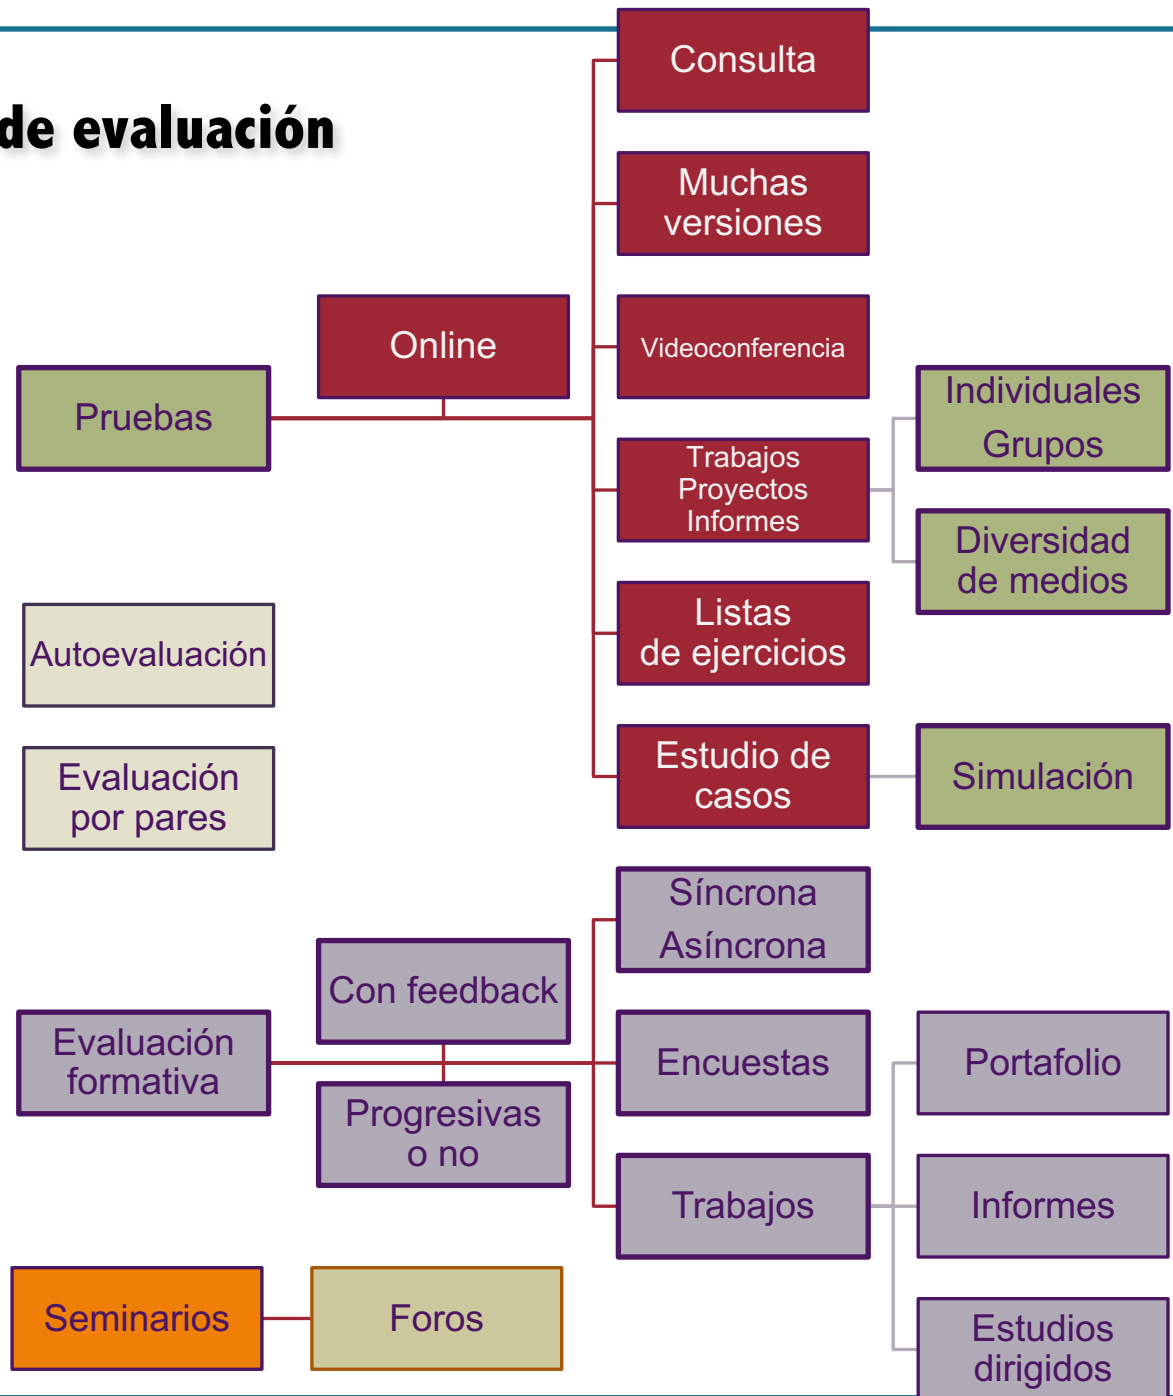 de evaluación
Consulta
Muchas
versiones
Online
Videoconferencia
Pruebas
Trabajos
Proyectos
Informes
Individuales
Grupos
Diversidad
de medios
Listas
de ejercicios
Autoevaluación
Estudio de
casos
Simulación
Evaluación
por pares
Síncrona
Asíncrona
Con feedback
Evaluación
formativa
Encuestas
Portafolio
Progresivas
o no
Trabajos
Informes
Seminarios
Foros
Estudios
dirigidos